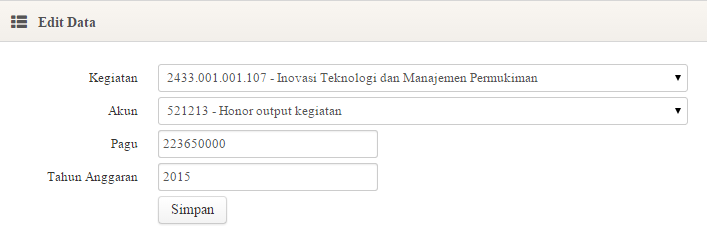 Edit Data
Kegiatan 2433.001.001.107 - Inovasi Teknologi dan Manajemen Permukiman
Akun 521213 - Honor output kegiatan
Pagu 223650000
Tahun Anggaran 2015
Simpan